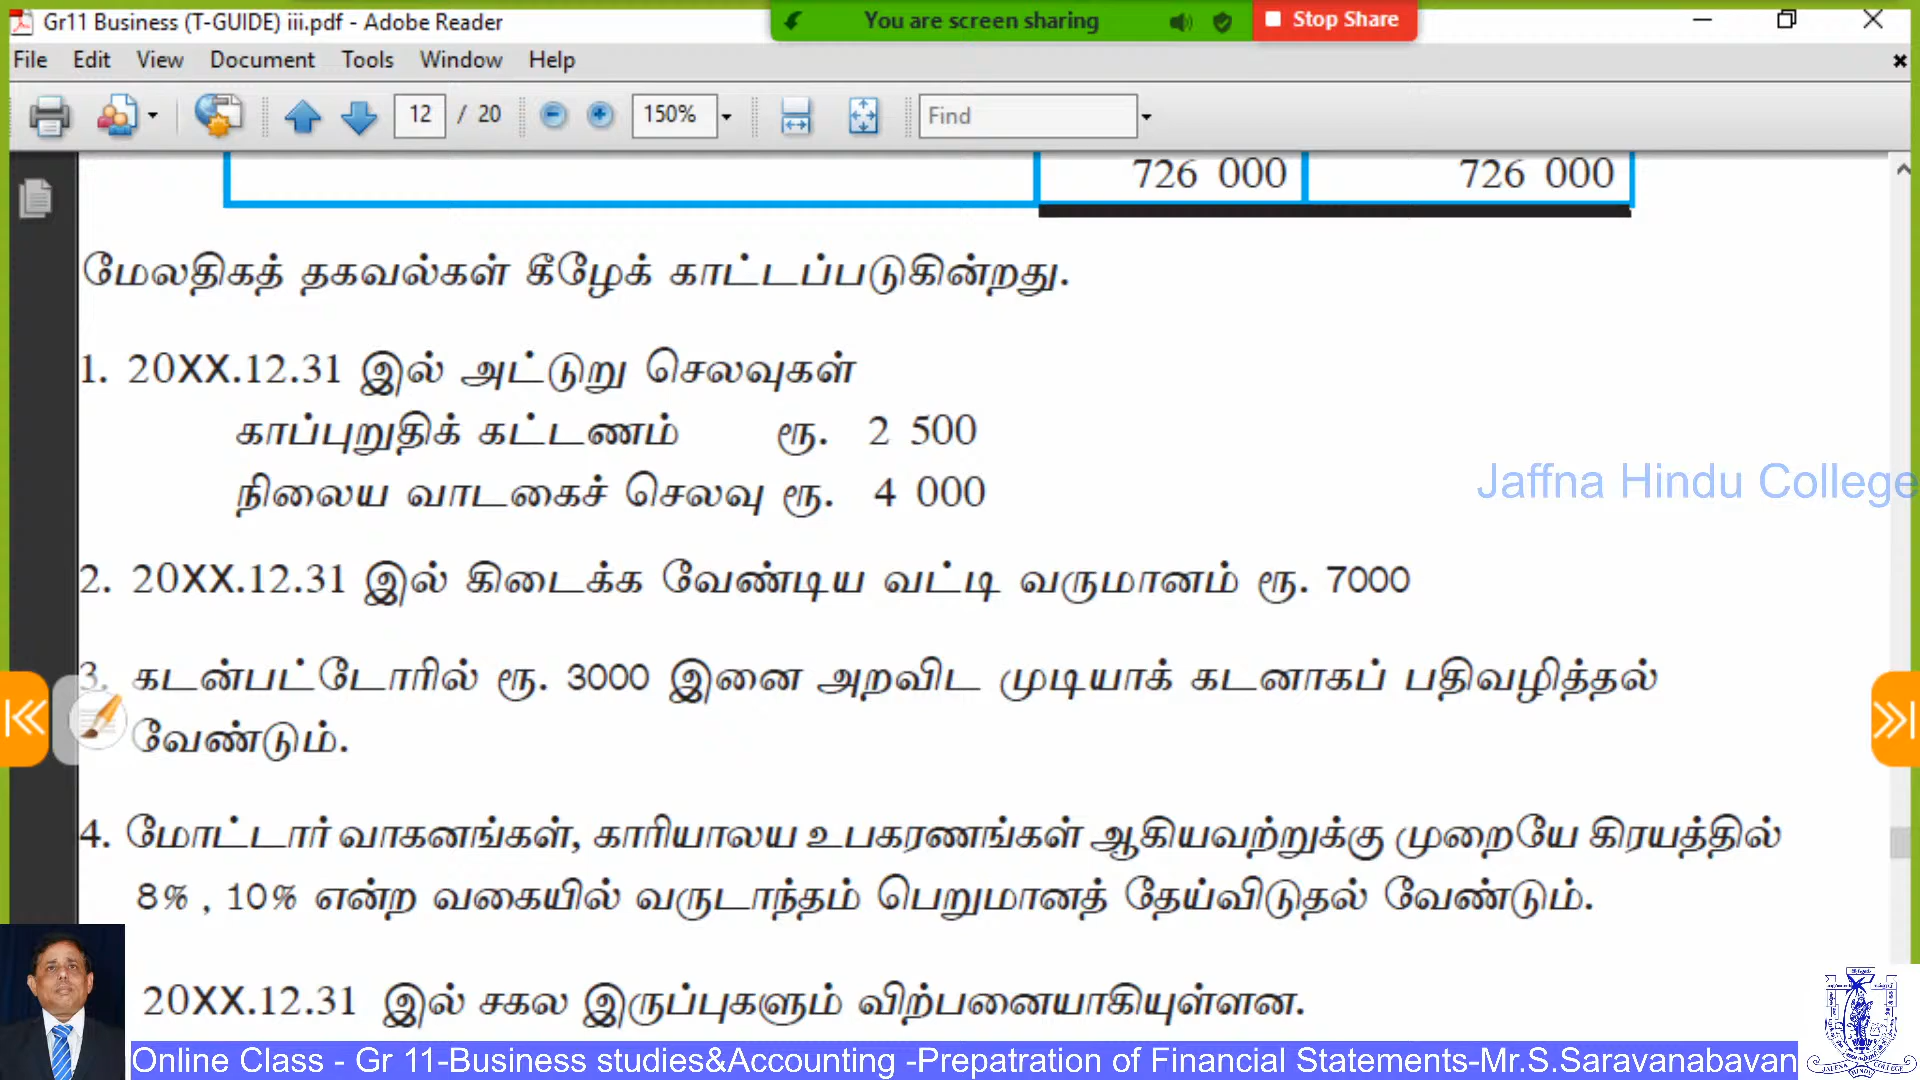 Gr11 Business (T-GUIDE) iii.pdf - Adobe Reader
You are screen sharing
Stop Share
File Edit View Document Tools Window Help
12 / 20 150% Find
726 000 726 000
மேலதிகத் தகவல்கள் கீழேக் காட்டப்படுகின்றது.
1. 20XX.12.31 இல் அட்டுறு செலவுகள்
காப்புறுதிக் கட்டணம் ரூ. 2 500
நிலைய வாடகைச் செலவு ரூ. 4 000
Jaffna Hindu College
2. 20XX.12.31 இல் கிடைக்க வேண்டிய வட்டி வருமானம் ரூ. 7000
3. கடன்பட்டோரில் ரூ. 3000 இனை அறவிட முடியாக் கடனாகப் பதிவழித்தல்
வேண்டும்.
4. மோட்டார் வாகனங்கள், காரியாலய உபகரணங்கள் ஆகியவற்றுக்கு முறையே கிரயத்தில்
8% , 10% என்ற வகையில் வருடாந்தம் பெறுமானத் தேய்விடுதல் வேண்டும்.
20XX.12.31 இல் சகல இருப்புகளும் விற்பனையாகியுள்ளன.
Online Class - Gr 11-Business studies&Accounting -Prepatration of Financial Statements-Mr.S.Saravanabavan